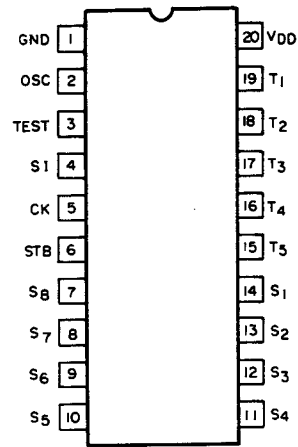 GND 1 20 VDD
OSC 2 19 T1
TEST 3 18 T2
SI 4 17 T3
CK 5 16 T4
STB 6 15 T5
S8 7 14 S1
S7 8 13 S2
S6 9 12 S3
S5 10 11 S4